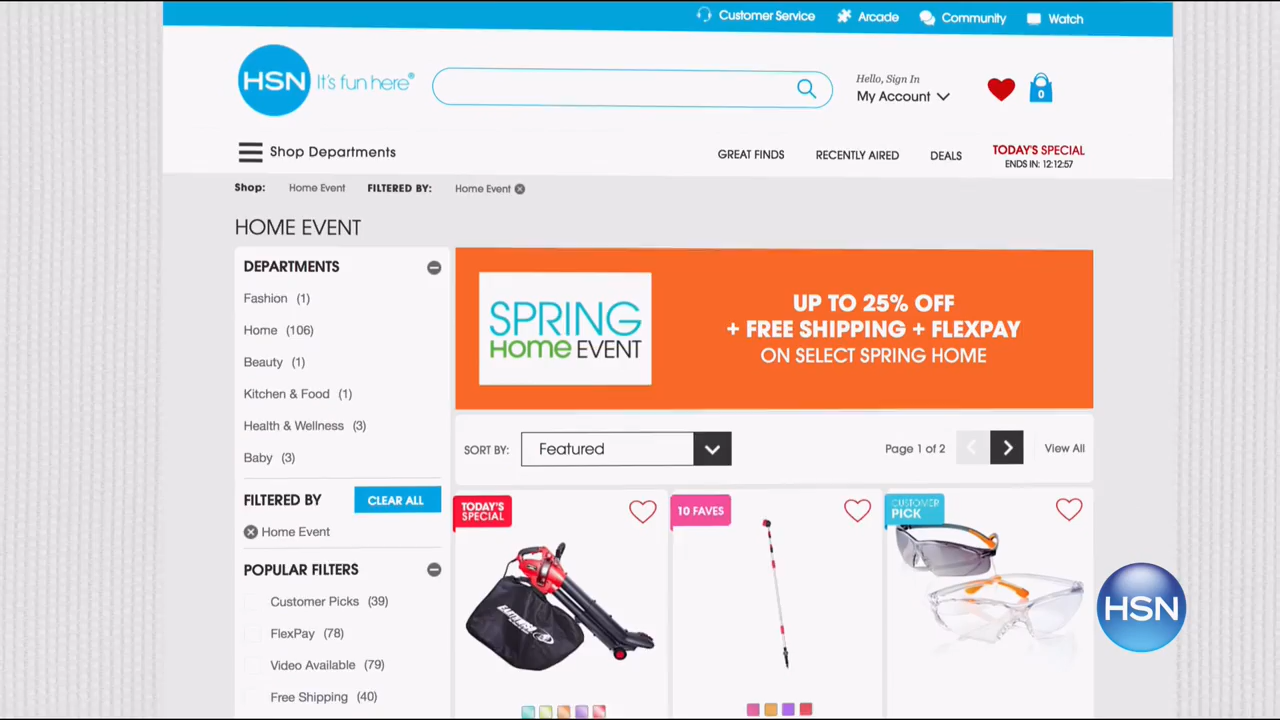 Customer Service
Arcade
Community
Watch
HSN It's fun here®
Hello, Sign In
My Account
0
Shop Departments
GREAT FINDS
RECENTLY AIRED
DEALS
TODAY'S SPECIAL
ENDS IN: 12:12:57
Shop: Home Event FILTERED BY: Home Event
HOME EVENT
DEPARTMENTS
Fashion (1)
Home (106)
Beauty (1)
Kitchen & Food (1)
Health & Wellness (3)
Baby (3)
FILTERED BY CLEAR ALL
Home Event
POPULAR FILTERS
Customer Picks (39)
FlexPay (78)
Video Available (79)
Free Shipping (40)
SPRING
Home EVENT
UP TO 25% OFF
+ FREE SHIPPING + FLEXPAY
ON SELECT SPRING HOME
SORT BY: Featured
Page 1 of 2
View All
TODAY'S
SPECIAL
10 FAVES
CUSTOMER
PICK
HSN